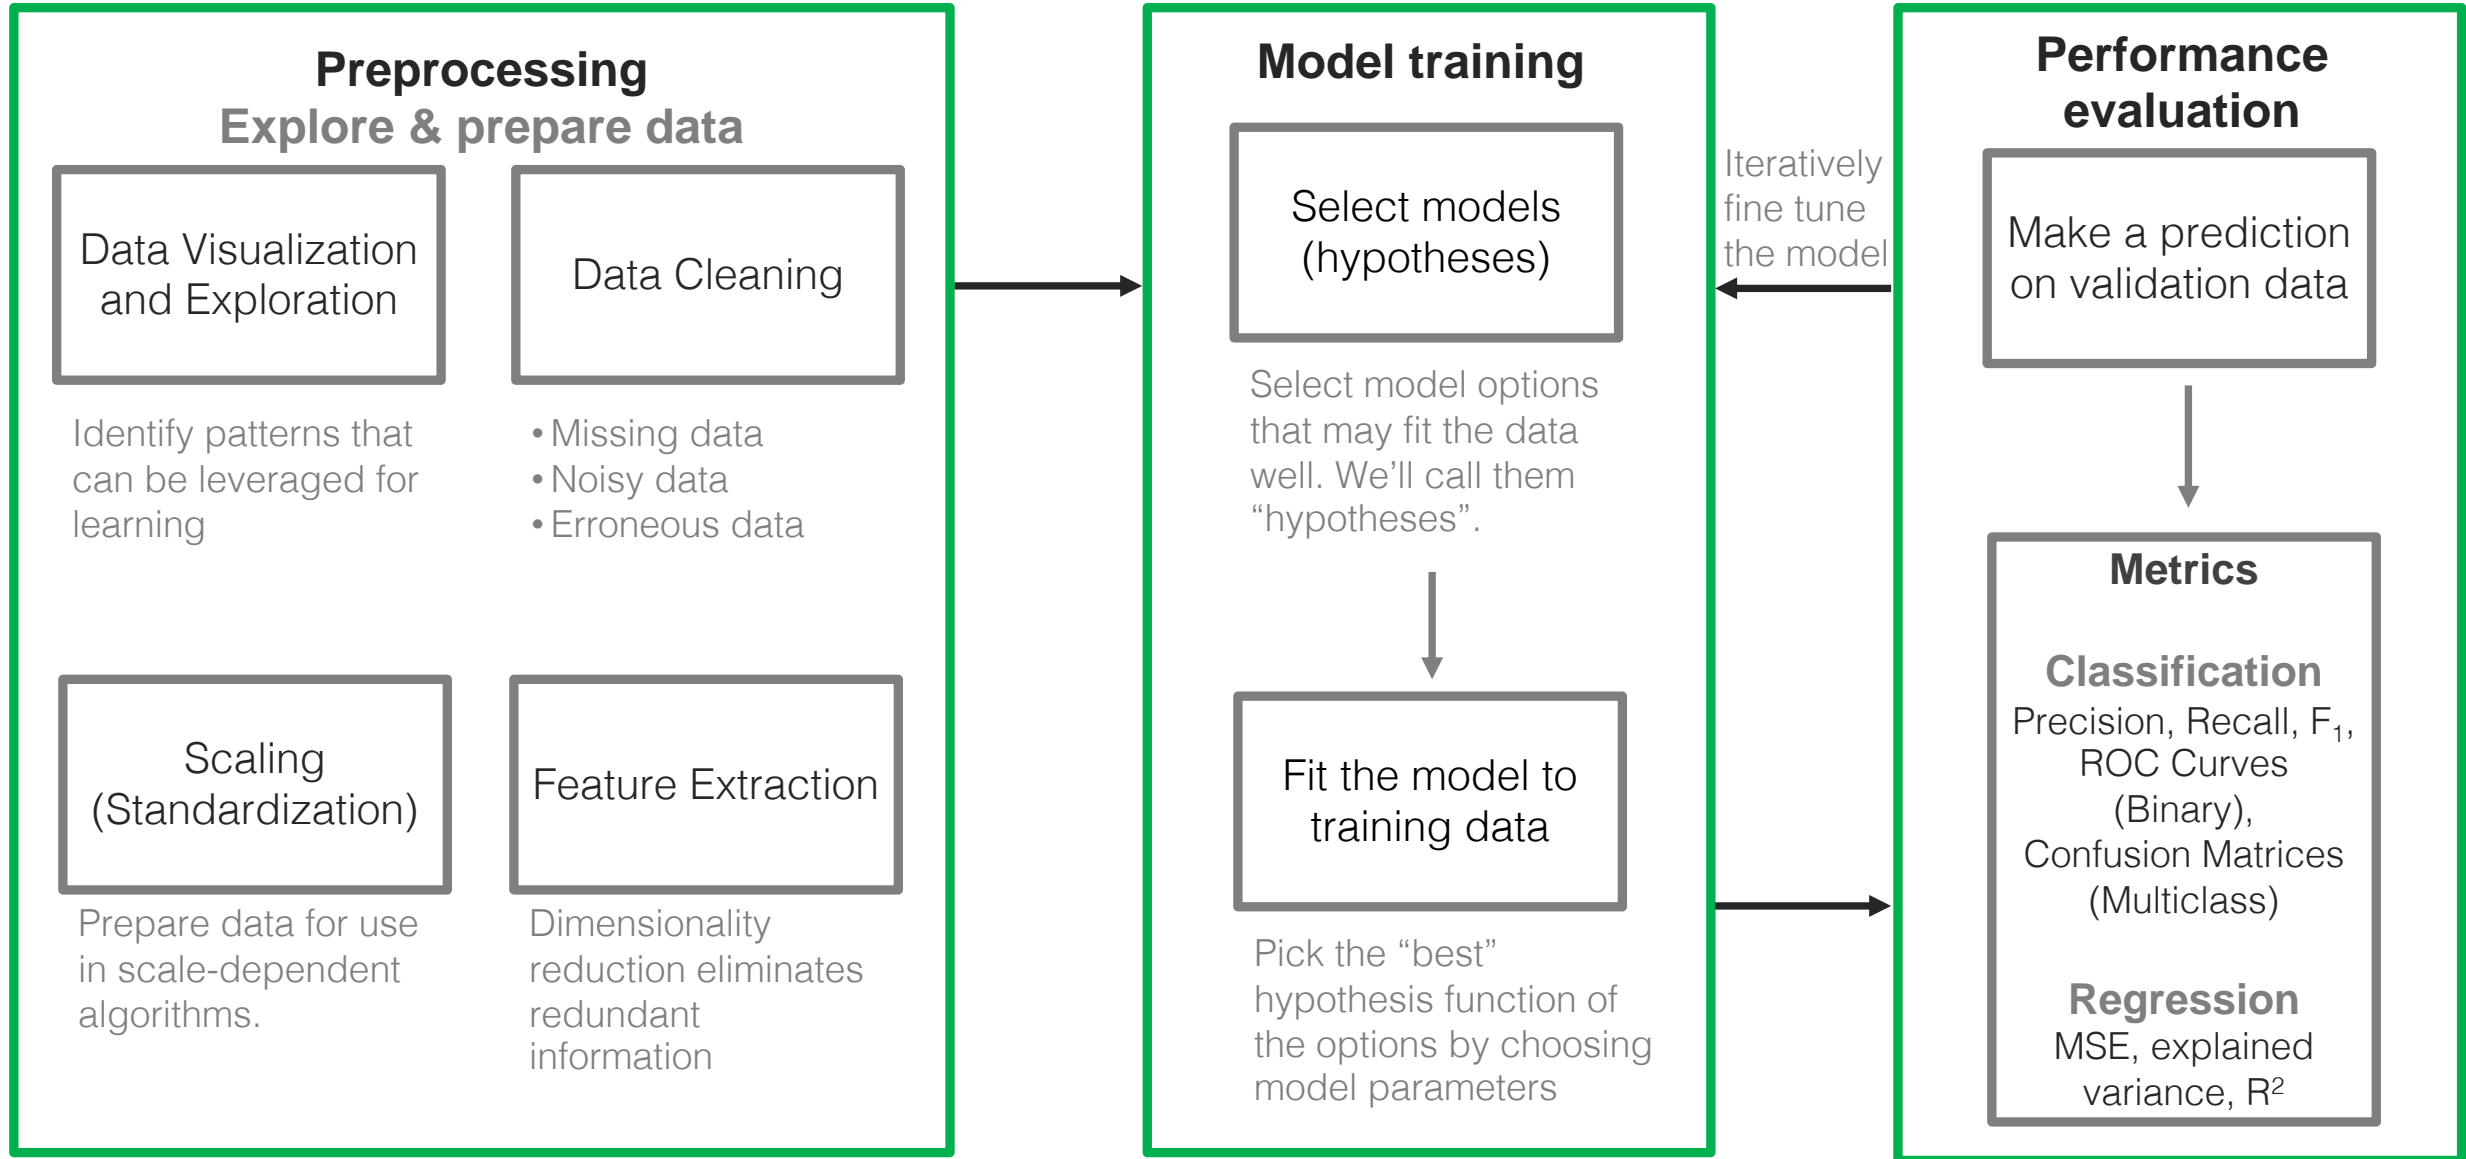 Preprocessing
Explore & prepare data
Data Visualization
and Exploration
Identify patterns that
can be leveraged for
learning
Data Cleaning
• Missing data
• Noisy data
• Erroneous data
Scaling
(Standardization)
Prepare data for use
in scale-dependent
algorithms.
Feature Extraction
Dimensionality
reduction eliminates
redundant
information
Model training
Select models
(hypotheses)
Select model options
that may fit the data
well. We’ll call them
“hypotheses”.
Fit the model to
training data
Pick the “best”
hypothesis function of
the options by choosing
model parameters
Iteratively
fine tune
the model
Performance
evaluation
Make a prediction
on validation data
Metrics
Classification
Precision, Recall, F₁,
ROC Curves
(Binary),
Confusion Matrices
(Multiclass)
Regression
MSE, explained
variance, R²